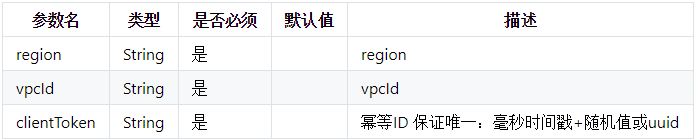 参数名 类型 是否必须 默认值 描述
region String 是 region
vpcId String 是 vpcId
clientToken String 是 幂等ID 保证唯一：毫秒时间戳+随机值或uuid